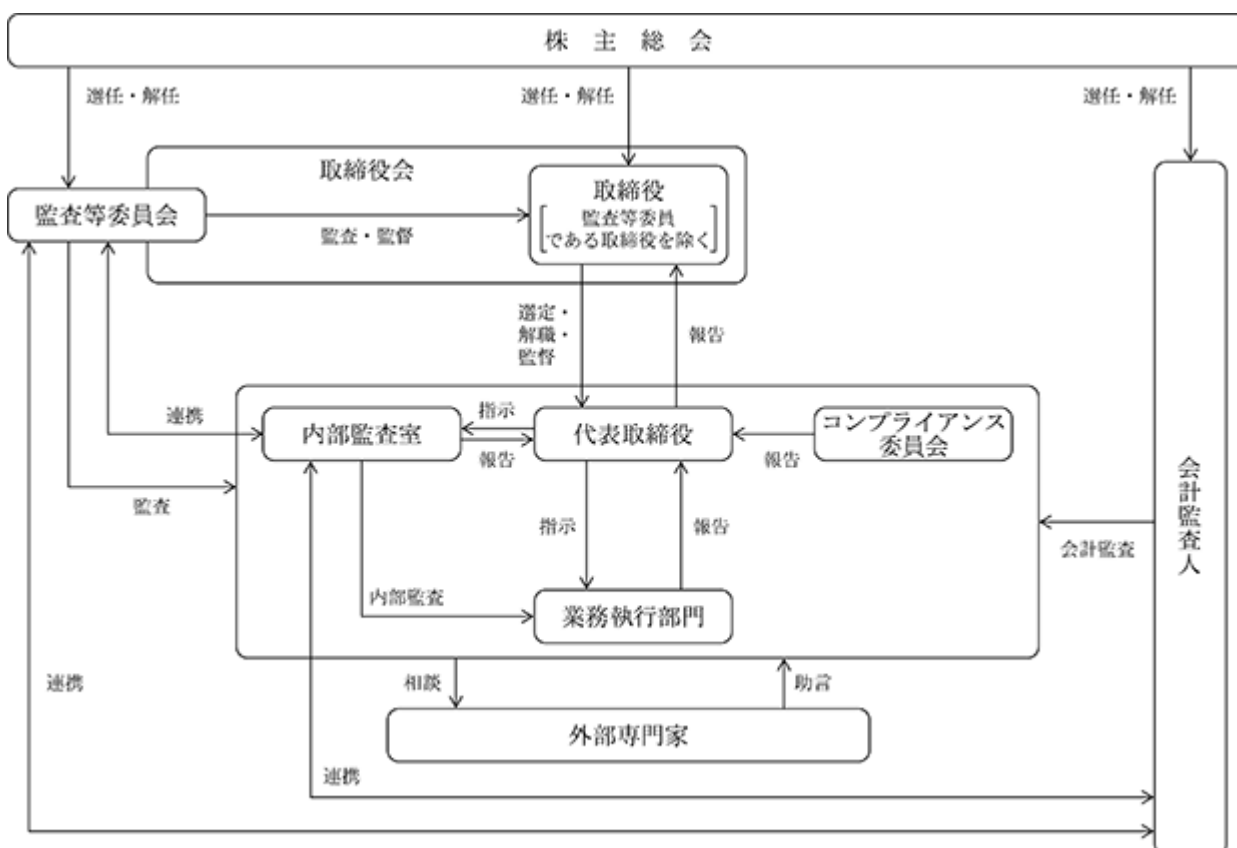 株主総会
選任・解任
選任・解任
選任・解任
取締役会
監査等委員会
監査・監督
取締役
監査等委員
である取締役を除く
選定・
解職・
監督
報告
連携
内部監査室
指示
報告
代表取締役
報告
コンプライアンス
委員会
監査
指示
報告
会計監査
会計監査人
内部監査
業務執行部門
連携
相談
助言
外部専門家
連携